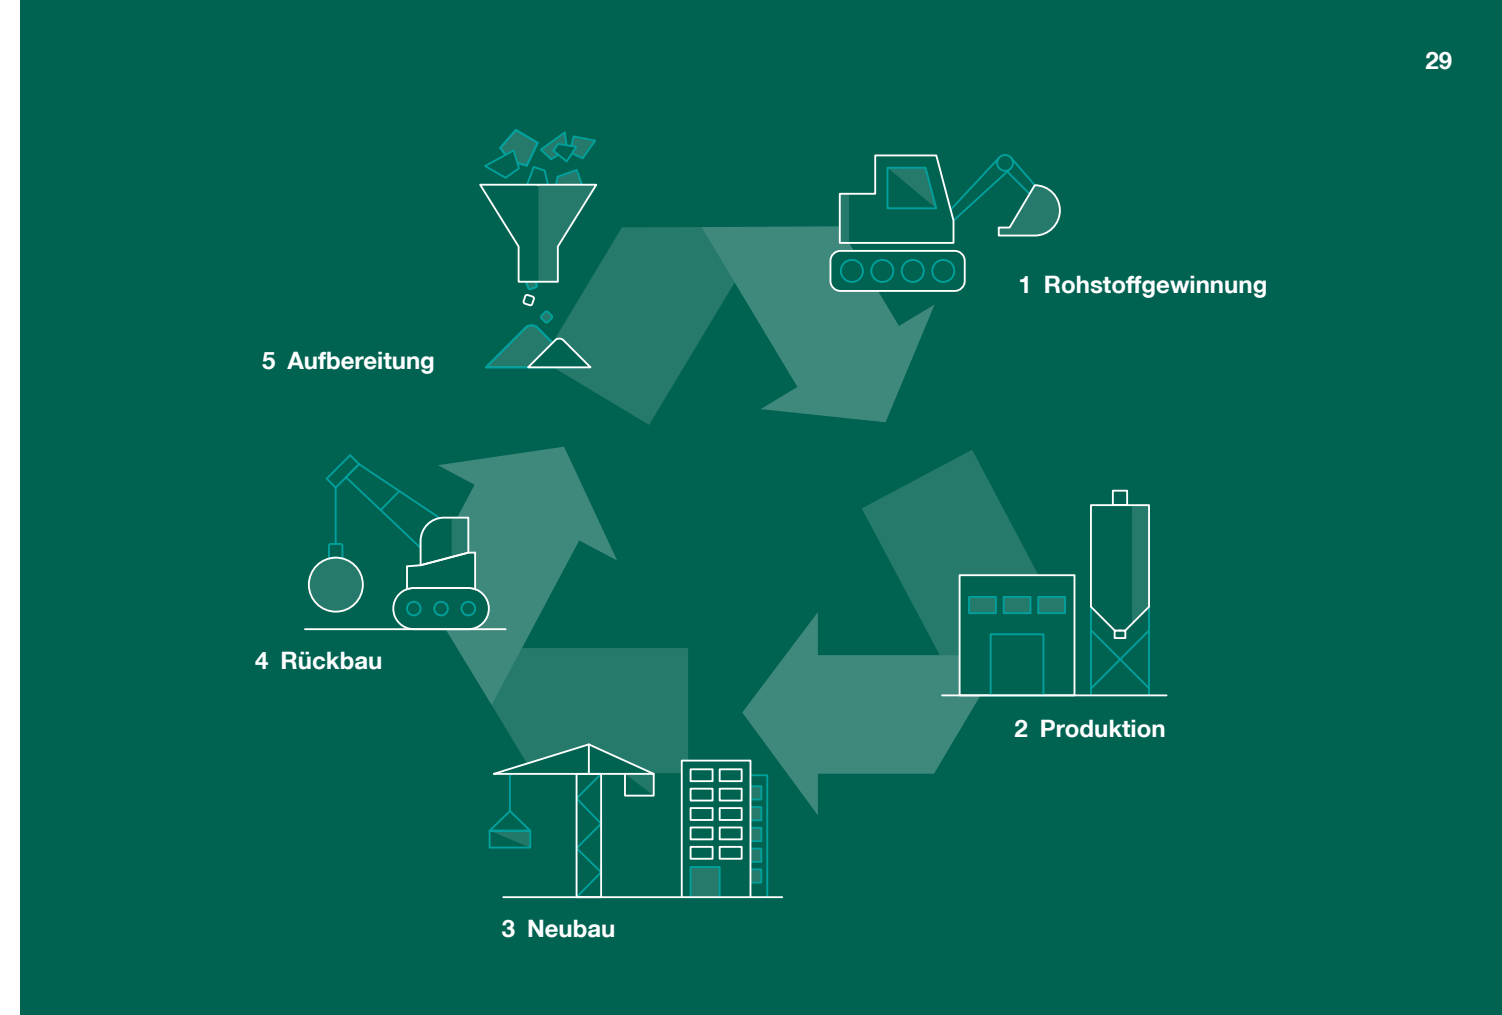 29
1 Rohstoffgewinnung
2 Produktion
3 Neubau
4 Rückbau
5 Aufbereitung